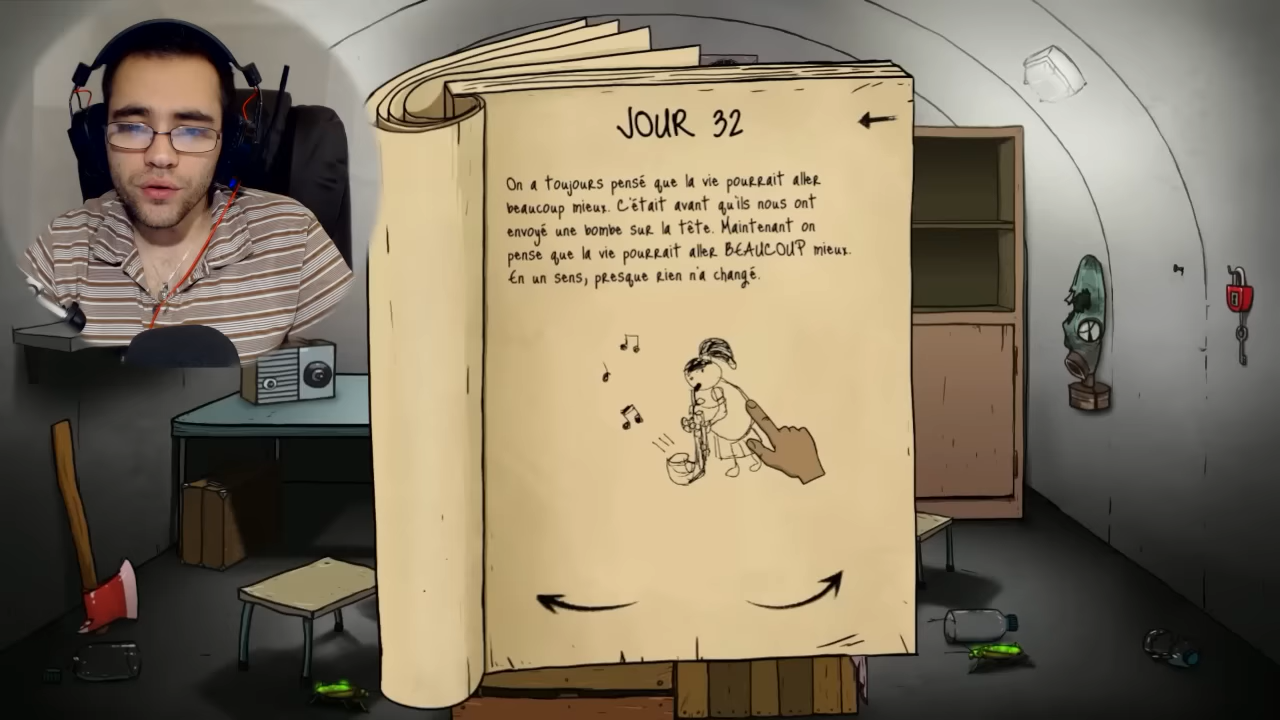 JOUR 32
On a toujours pensé que la vie pourrait aller
beaucoup mieux. C'était avant qu'ils nous ont
envoyé une bombe sur la tête. Maintenant on
pense que la vie pourrait aller BEAUCOUP mieux.
En un sens, presque rien n'a changé.